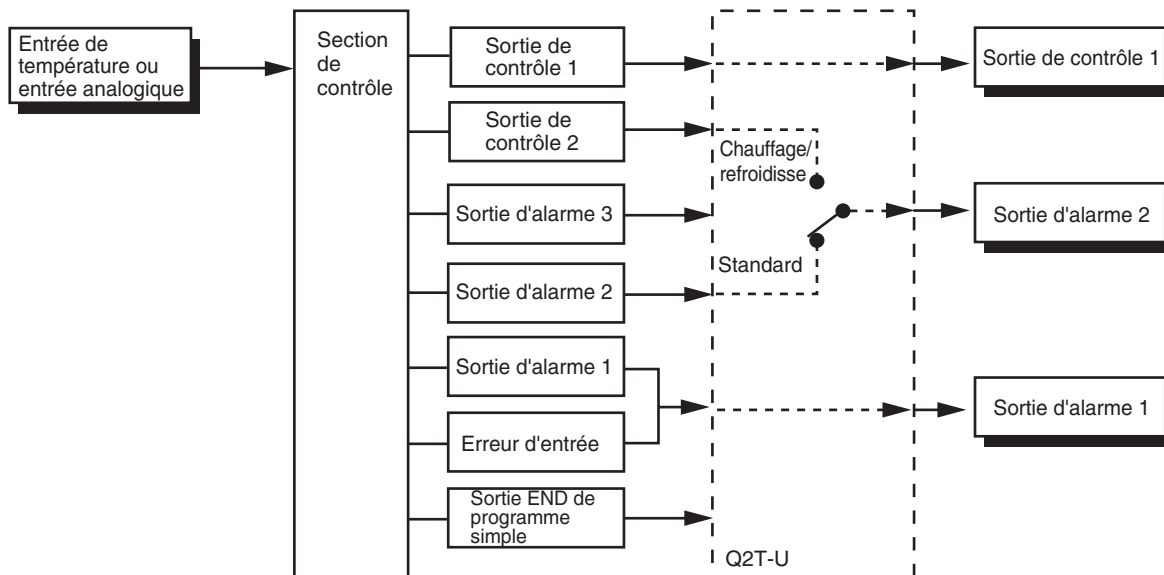 Entrée de
température ou
entrée analogique
Section
de
contrôle
Sortie de
contrôle 1
Sortie de
contrôle 2
Sortie d'alarme 3
Sortie d'alarme 2
Sortie d'alarme 1
Erreur d'entrée
Sortie END de
programme
simple
Chauffage/
refroidisse
Standard
Q2T-U
Sortie de contrôle 1
Sortie d'alarme 2
Sortie d'alarme 1